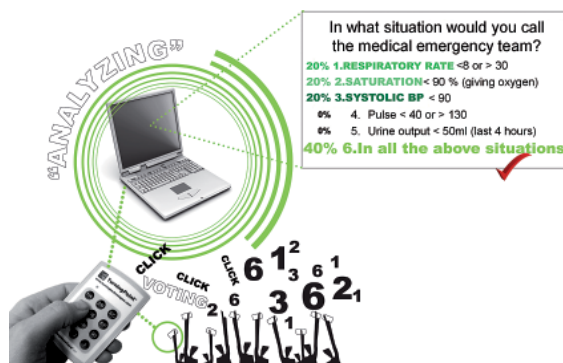 In what situation would you call
the medical emergency team?
20% 1.RESPIRATORY RATE <8 or > 30
20% 2.SATURATION< 90 % (giving oxygen)
20% 3.SYSTOLIC BP < 90
0% 4. Pulse < 40 or > 130
0% 5. Urine output < 50ml (last 4 hours)
40% 6.In all the above situations
"ANALYZING"
CLICK
VOTING
CLICK
CLICK
6 1 2 3 6 1
2 6 3 1 6 2 1
TurningPoint